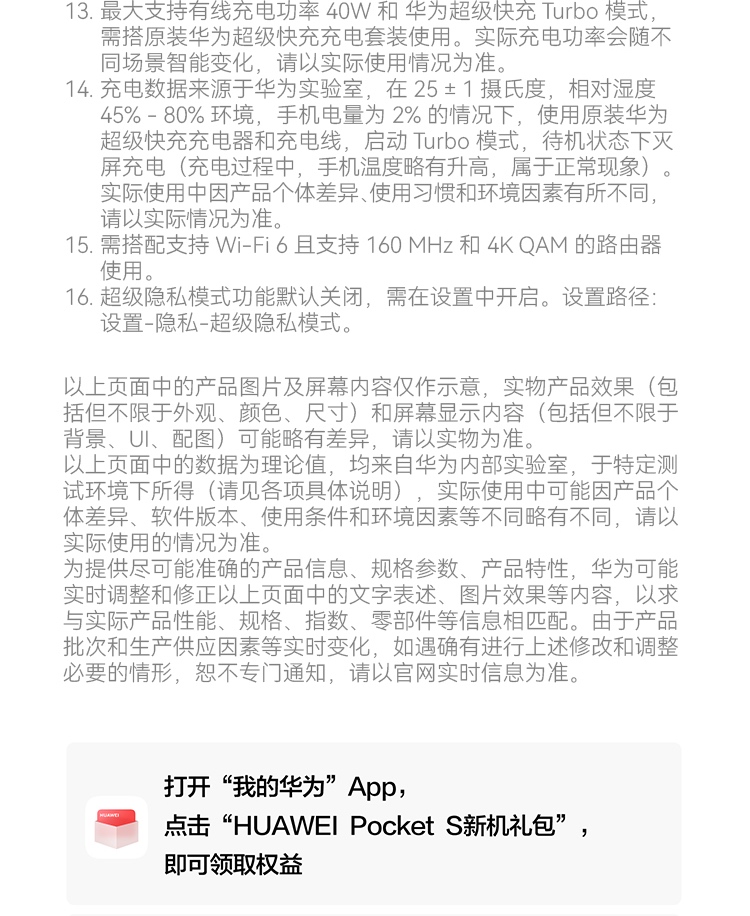 13. 最大支持有线充电功率 40W 和 华为超级快充 Turbo 模式，
需搭原装华为超级快充充电套装使用。实际充电功率会随不
同场景智能变化，请以实际使用情况为准。
14. 充电数据来源于华为实验室，在 25 ± 1 摄氏度，相对湿度
45% - 80% 环境，手机电量为 2% 的情况下，使用原装华为
超级快充充电器和充电线，启动 Turbo 模式，待机状态下灭
屏充电（充电过程中，手机温度略有升高，属于正常现象）。
实际使用中因产品个体差异、使用习惯和环境因素有所不同，
请以实际情况为准。
15. 需搭配支持 Wi-Fi 6 且支持 160 MHz 和 4K QAM 的路由器
使用。
16. 超级隐私模式功能默认关闭，需在设置中开启。设置路径：
设置-隐私-超级隐私模式。
以上页面中的产品图片及屏幕内容仅作示意，实物产品效果（包
括但不限于外观、颜色、尺寸）和屏幕显示内容（包括但不限于
背景、UI、配图）可能略有差异，请以实物为准。
以上页面中的数据为理论值，均来自华为内部实验室，于特定测
试环境下所得（请见各项具体说明），实际使用中可能因产品个
体差异、软件版本、使用条件和环境因素等不同略有不同，请以
实际使用的情况为准。
为提供尽可能准确的产品信息、规格参数、产品特性，华为可能
实时调整和修正以上页面中的文字表述、图片效果等内容，以求
与实际产品性能、规格、指数、零部件等信息相匹配。由于产品
批次和生产供应因素等实时变化，如遇确有进行上述修改和调整
必要的情形，恕不专门通知，请以官网实时信息为准。
打开“我的华为”App，
HUAWEI
点击“HUAWEI Pocket S新机礼包”，
即可领取权益